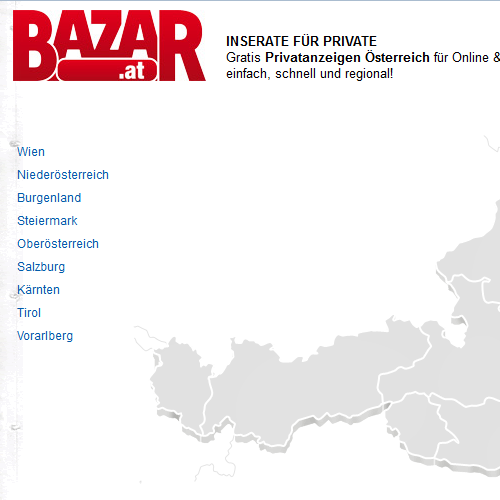 BAZAR
.at
INSERATE FÜR PRIVATE
Gratis Privatanzeigen Österreich für Online &
einfach, schnell und regional!
Wien
Niederösterreich
Burgenland
Steiermark
Oberösterreich
Salzburg
Kärnten
Tirol
Vorarlberg